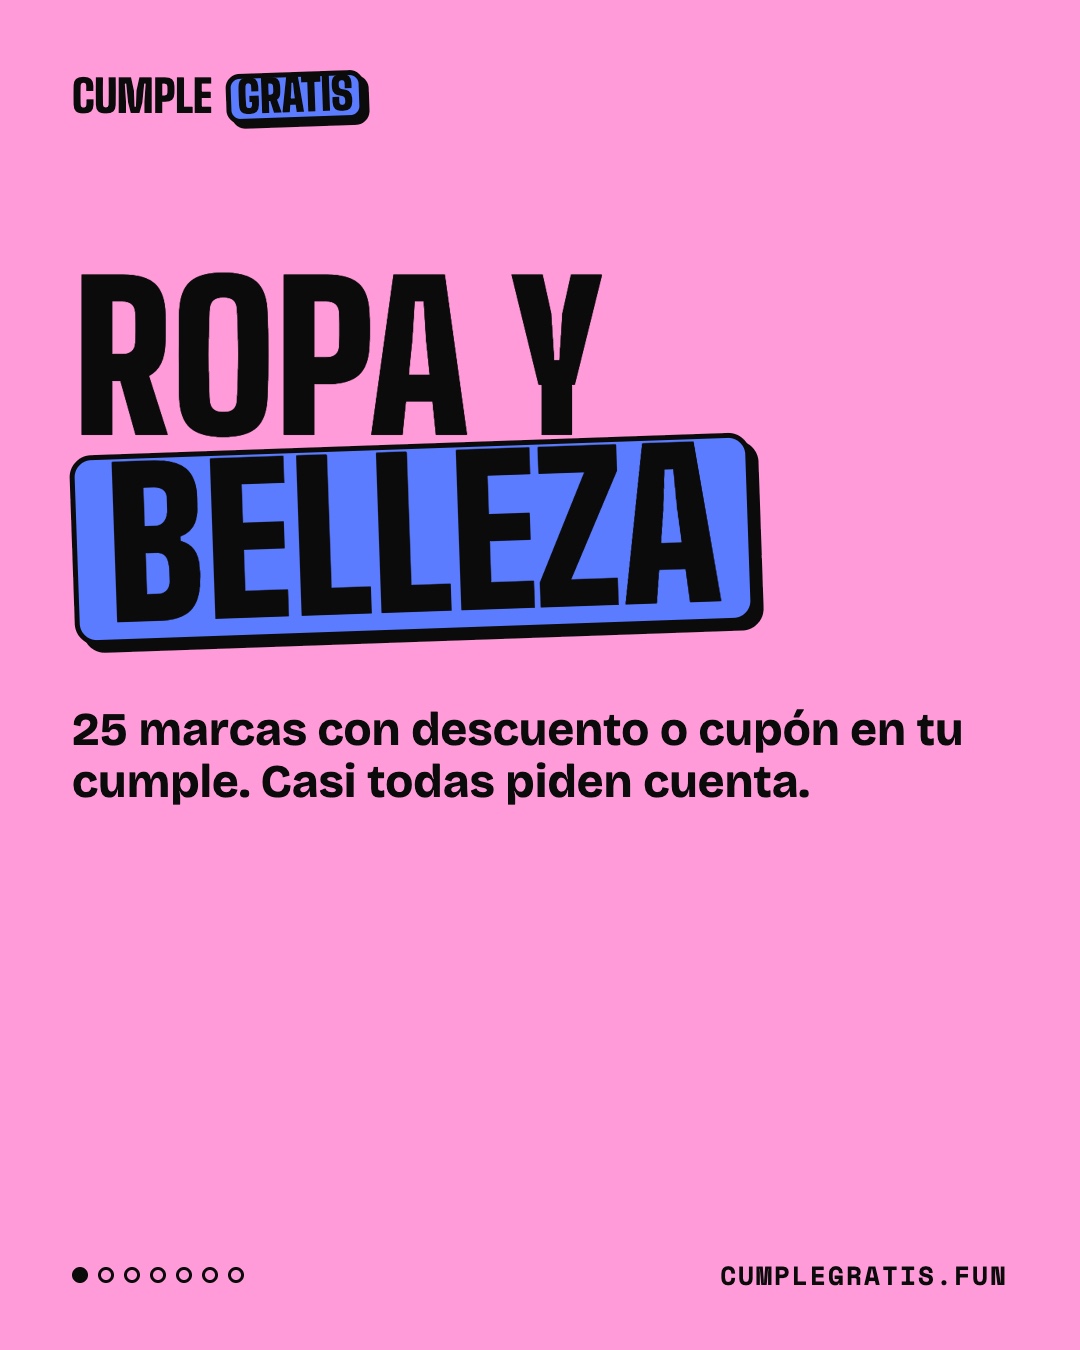 CUMPLE GRATIS
ROPA Y
BELLEZA
25 marcas con descuento o cupón en tu
cumple. Casi todas piden cuenta.
CUMPLEGRATIS.FUN